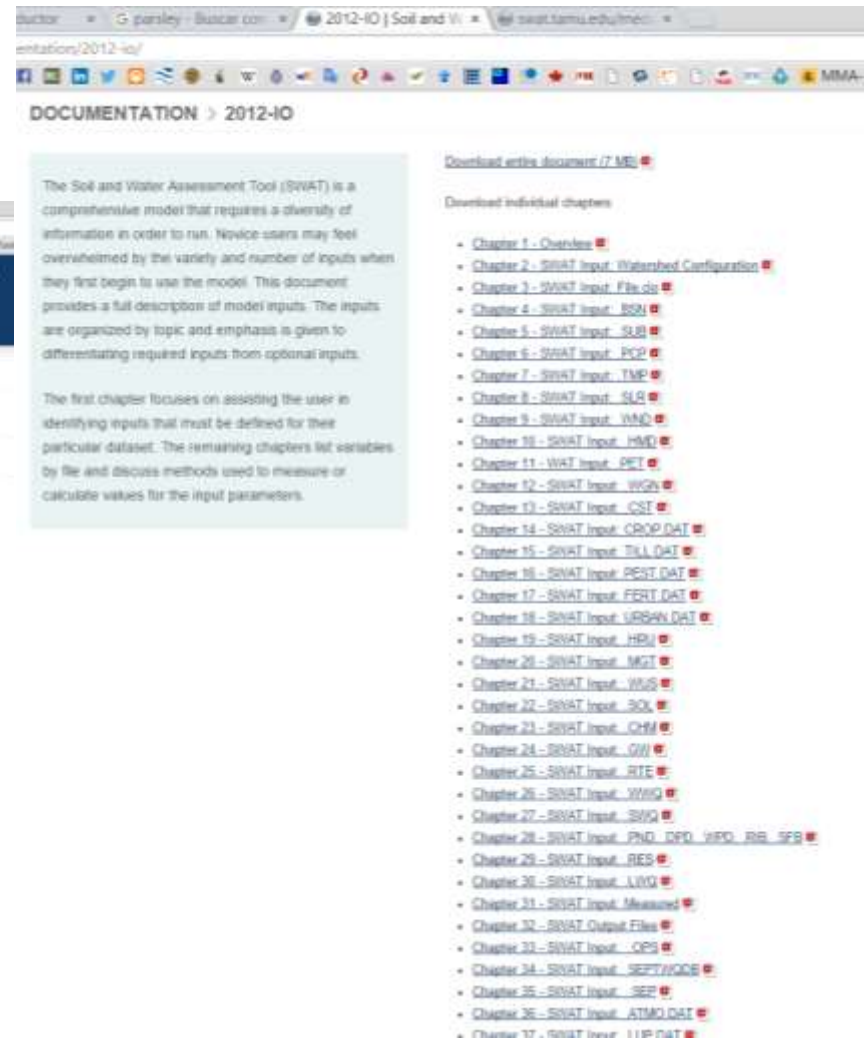 ductor
G parsley - Buscar con
2012-IO | Soil and W
swat.tamu.edu/medi
entation/2012-io/
MMA-
DOCUMENTATION > 2012-IO
The Soil and Water Assessment Tool (SWAT) is a
comprehensive model that requires a diversity of
information in order to run. Novice users may feel
overwhelmed by the variety and number of inputs when
they first begin to use the model. This document
provides a full description of model inputs. The inputs
are organized by topic and emphasis is given to
differentiating required inputs from optional inputs.
The first chapter focuses on assisting the user in
identifying inputs that must be defined for their
particular dataset. The remaining chapters list variables
by file and discuss methods used to measure or
calculate values for the input parameters.
Download entire document (7 MB)
Download individual chapters
Chapter 1 - Overview
Chapter 2 - SWAT Input: Watershed Configuration
Chapter 3 - SWAT Input: File.cio
Chapter 4 - SWAT Input: .BSN
Chapter 5 - SWAT Input: .SUB
Chapter 6 - SWAT Input: .PCP
Chapter 7 - SWAT Input: .TMP
Chapter 8 - SWAT Input: .SLR
Chapter 9 - SWAT Input: .WND
Chapter 10 - SWAT Input: .HMD
Chapter 11 - WAT Input: .PET
Chapter 12 - SWAT Input: .WGN
Chapter 13 - SWAT Input: .CST
Chapter 14 - SWAT Input: CROP.DAT
Chapter 15 - SWAT Input: TILL.DAT
Chapter 16 - SWAT Input: PEST.DAT
Chapter 17 - SWAT Input: FERT.DAT
Chapter 18 - SWAT Input: URBAN.DAT
Chapter 19 - SWAT Input: .HRU
Chapter 20 - SWAT Input: .MGT
Chapter 21 - SWAT Input: .WUS
Chapter 22 - SWAT Input: .SOL
Chapter 23 - SWAT Input: .CHM
Chapter 24 - SWAT Input: .GW
Chapter 25 - SWAT Input: .RTE
Chapter 26 - SWAT Input: .WWQ
Chapter 27 - SWAT Input: .SWQ
Chapter 28 - SWAT Input: .PND .DPD .WPD .RIB .SFB
Chapter 29 - SWAT Input: .RES
Chapter 30 - SWAT Input: .LWQ
Chapter 31 - SWAT Input: Measured
Chapter 32 - SWAT Output Files
Chapter 33 - SWAT Input: .OPS
Chapter 34 - SWAT Input: SEPTWQDB
Chapter 35 - SWAT Input: .SEP
Chapter 36 - SWAT Input: ATMO.DAT
Chapter 37 - SWAT Input: LUP.DAT